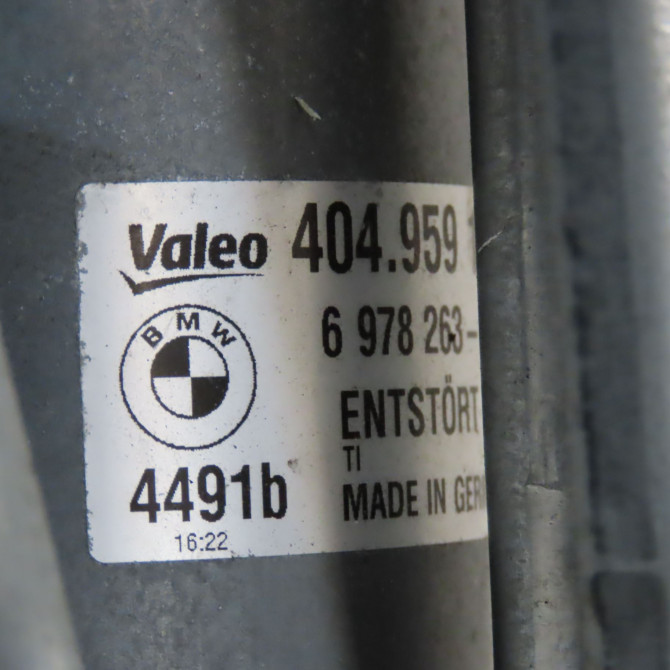 Valeo 404.959
BMW
6 978 263-
ENTSTÖRT
TI
4491b
MADE IN
16:22